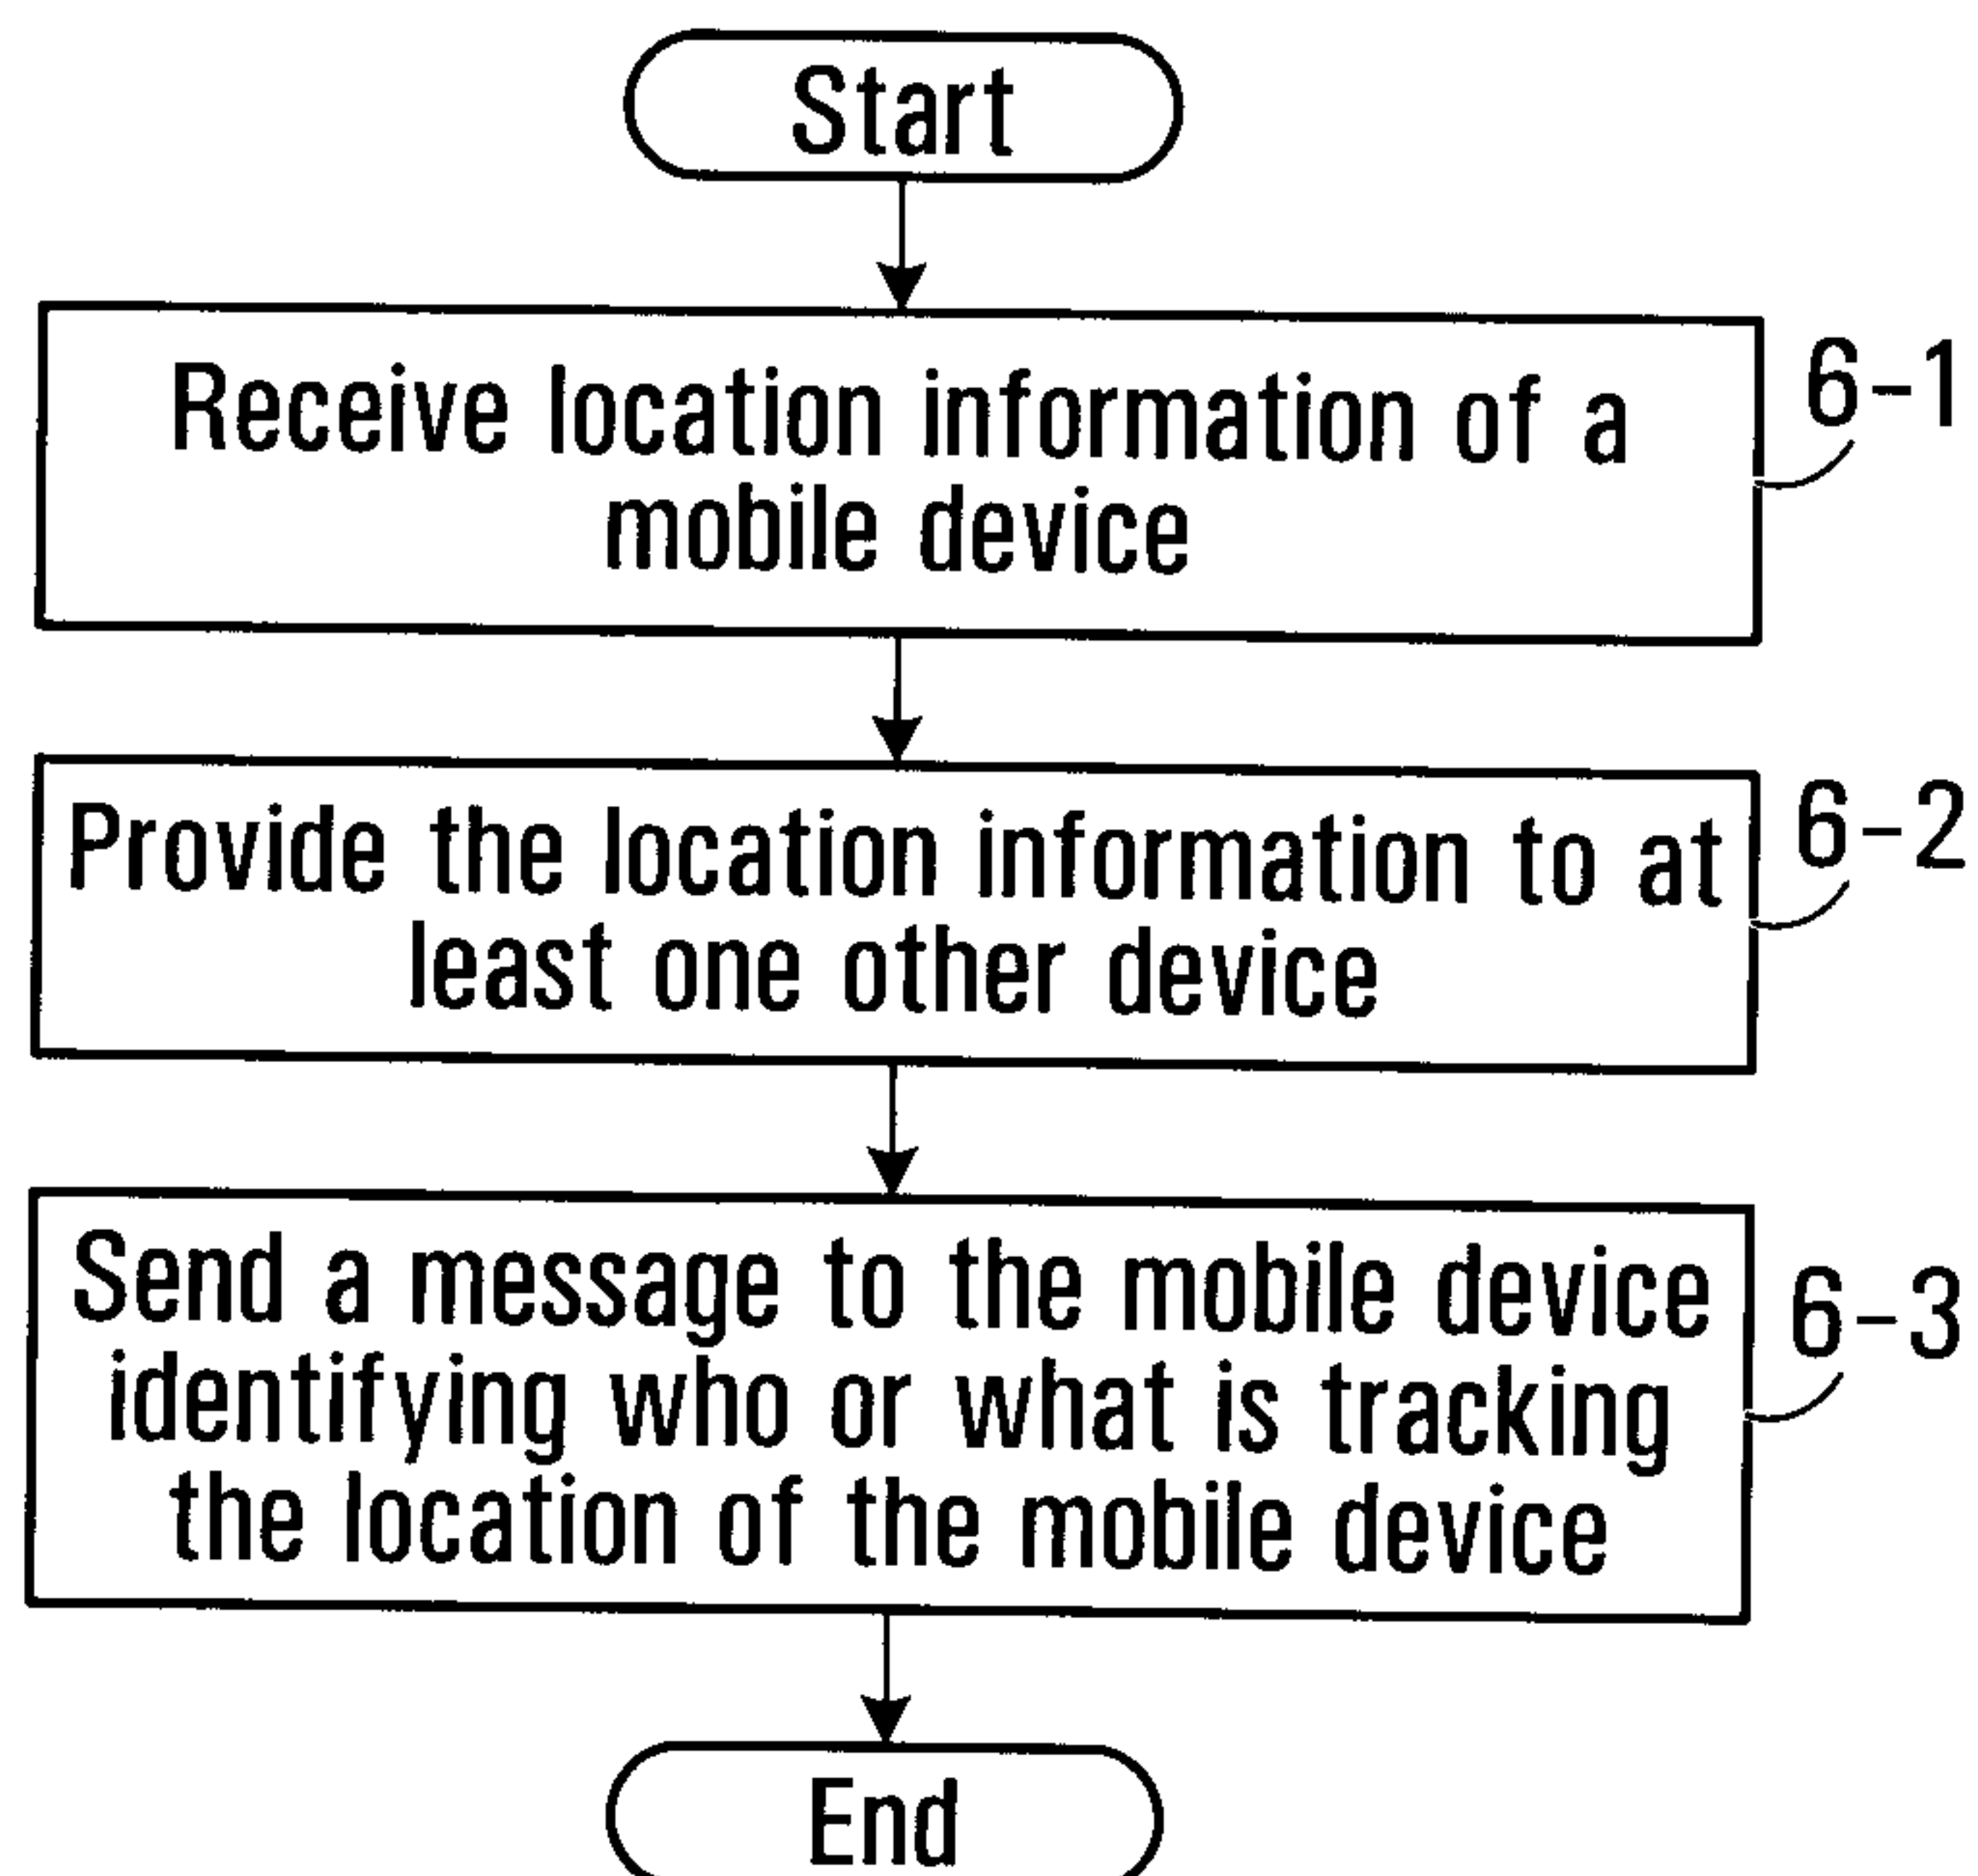 Start
Receive location information of a
mobile device
6-1
Provide the location information to at
least one other device
6-2
Send a message to the mobile device
identifying who or what is tracking
the location of the mobile device
6-3
End